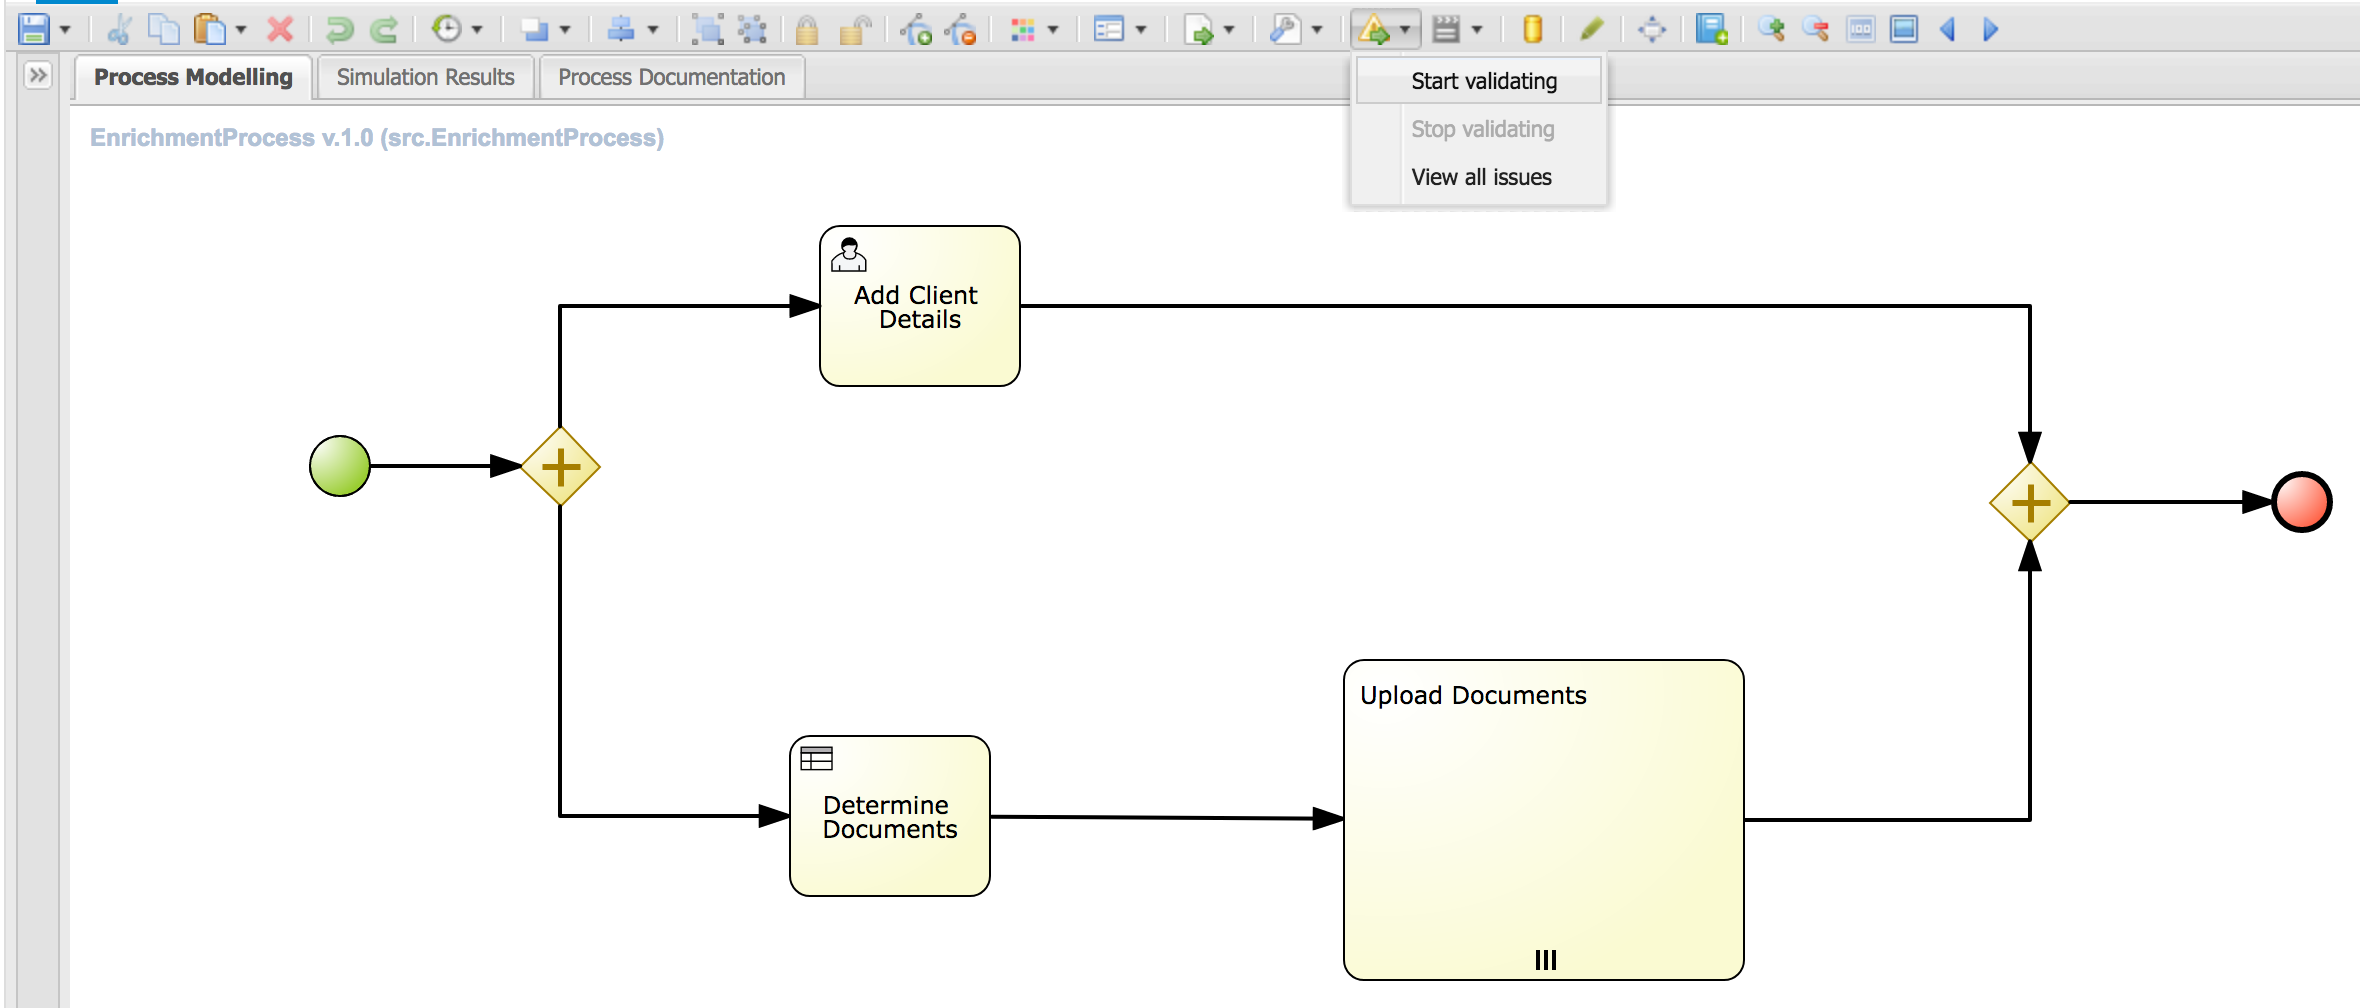 Process Modelling
Simulation Results
Process Documentation
Start validating
Stop validating
View all issues
EnrichmentProcess v.1.0 (src.EnrichmentProcess)
Add Client
Details
Upload Documents
Determine
Documents